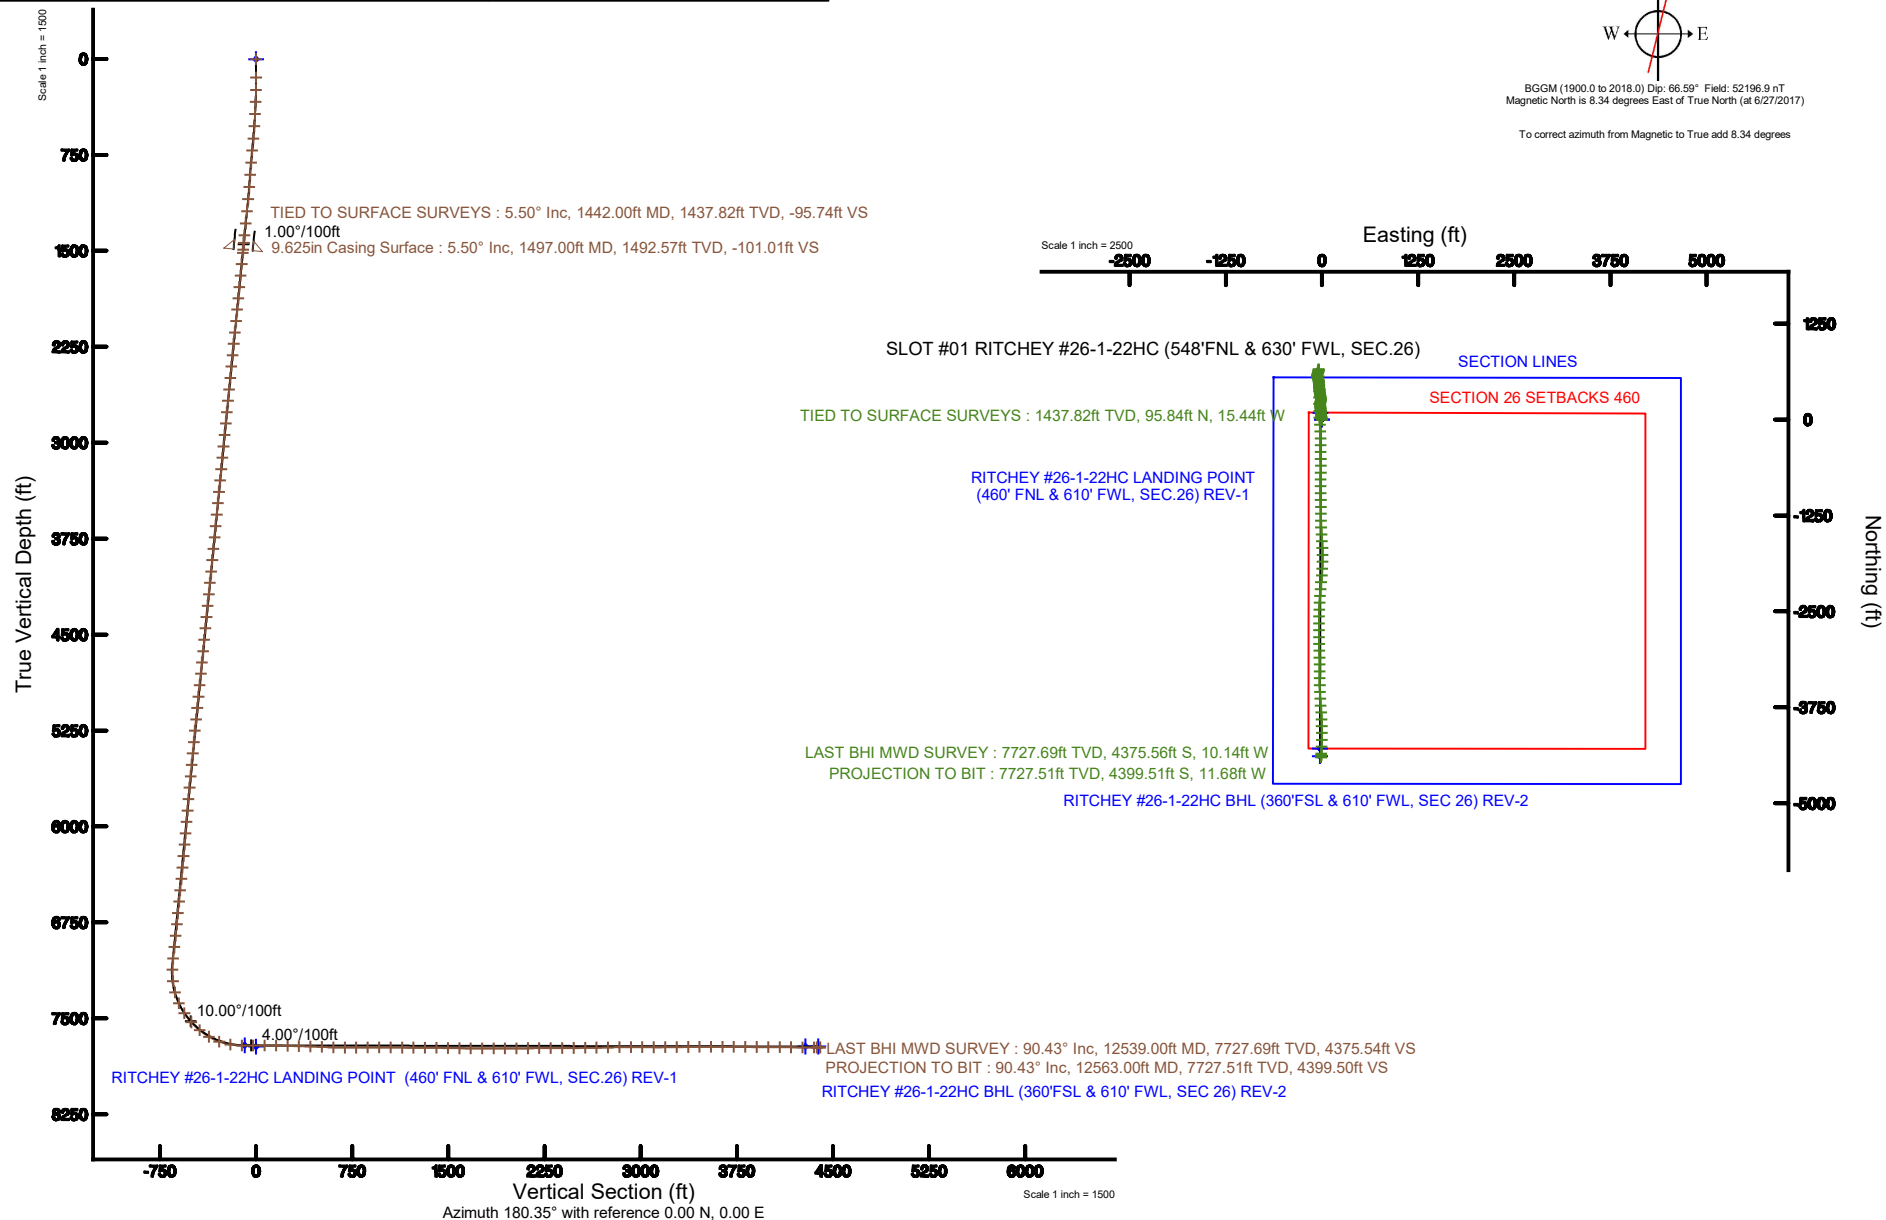 Scale 1 inch = 1500
0
750
1500
2250
3000
3750
4500
5250
6000
6750
7500
8250
True Vertical Depth (ft)
TIED TO SURFACE SURVEYS : 5.50° Inc, 1442.00ft MD, 1437.82ft TVD, -95.74ft VS
1.00°/100ft
9.625in Casing Surface : 5.50° Inc, 1497.00ft MD, 1492.57ft TVD, -101.01ft VS
10.00°/100ft
4.00°/100ft
LAST BHI MWD SURVEY : 90.43° Inc, 12539.00ft MD, 7727.69ft TVD, 4375.54ft VS
PROJECTION TO BIT : 90.43° Inc, 12563.00ft MD, 7727.51ft TVD, 4399.50ft VS
RITCHEY #26-1-22HC LANDING POINT (460' FNL & 610' FWL, SEC.26) REV-1
RITCHEY #26-1-22HC BHL (360'FSL & 610' FWL, SEC 26) REV-2
-750 0 750 1500 2250 3000 3750 4500 5250 6000
Vertical Section (ft)
Scale 1 inch = 1500
Azimuth 180.35° with reference 0.00 N, 0.00 E
W E
BGGM (1900.0 to 2018.0) Dip: 66.59° Field: 52196.9 nT
Magnetic North is 8.34 degrees East of True North (at 6/27/2017)
To correct azimuth from Magnetic to True add 8.34 degrees
Easting (ft)
Scale 1 inch = 2500
-2500 -1250 0 1250 2500 3750 5000
1250
0
-1250
-2500
-3750
-5000
Northing (ft)
SLOT #01 RITCHEY #26-1-22HC (548'FNL & 630' FWL, SEC.26)
SECTION LINES
SECTION 26 SETBACKS 460
TIED TO SURFACE SURVEYS : 1437.82ft TVD, 95.84ft N, 15.44ft W
RITCHEY #26-1-22HC LANDING POINT
(460' FNL & 610' FWL, SEC.26) REV-1
LAST BHI MWD SURVEY : 7727.69ft TVD, 4375.56ft S, 10.14ft W
PROJECTION TO BIT : 7727.51ft TVD, 4399.51ft S, 11.68ft W
RITCHEY #26-1-22HC BHL (360'FSL & 610' FWL, SEC 26) REV-2